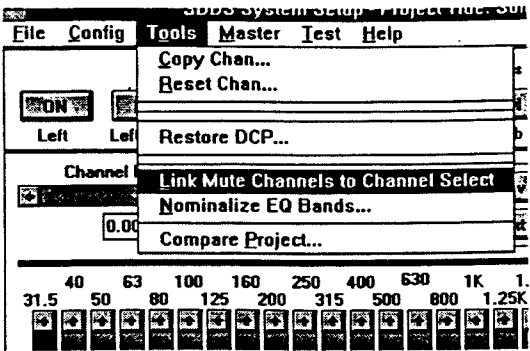 SDDS System Setup - Project Title: 
File Config Tools Master Test Help
Copy Chan...
Reset Chan...
ON
Left
Restore DCP...
Channel
Link Mute Channels to Channel Select
Nominalize EQ Bands...
0.00
Compare Project...
40 63 100 160 250 400 630 1K
31.5 50 80 125 200 315 500 800 1.25K